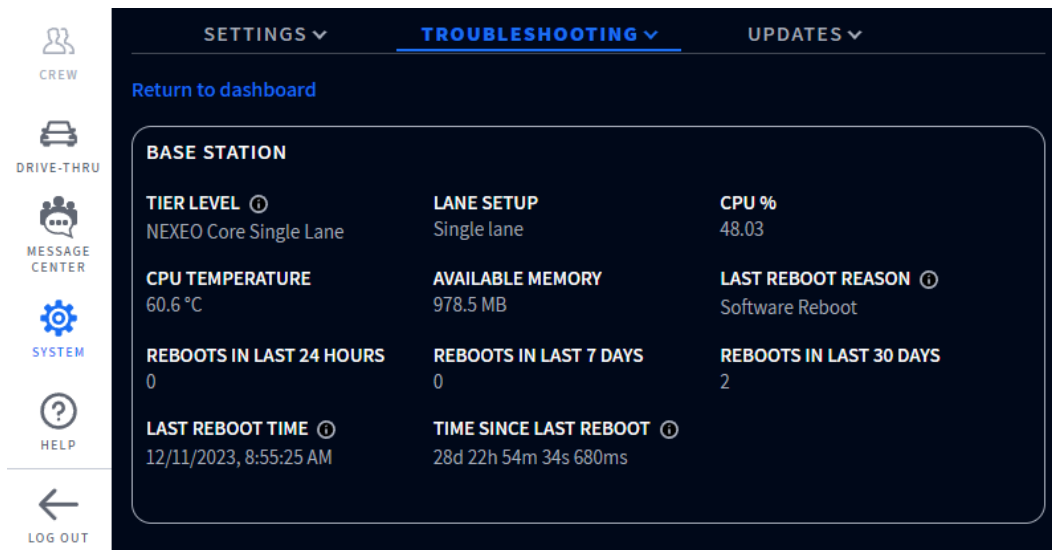 SETTINGS
TROUBLESHOOTING
UPDATES
CREW
DRIVE-THRU
MESSAGE
CENTER
SYSTEM
HELP
LOG OUT
Return to dashboard
BASE STATION
TIER LEVEL
NEXEO Core Single Lane
LANE SETUP
Single lane
CPU %
48.03
CPU TEMPERATURE
60.6 °C
AVAILABLE MEMORY
978.5 MB
LAST REBOOT REASON
Software Reboot
REBOOTS IN LAST 24 HOURS
0
REBOOTS IN LAST 7 DAYS
0
REBOOTS IN LAST 30 DAYS
2
LAST REBOOT TIME
12/11/2023, 8:55:25 AM
TIME SINCE LAST REBOOT
28d 22h 54m 34s 680ms